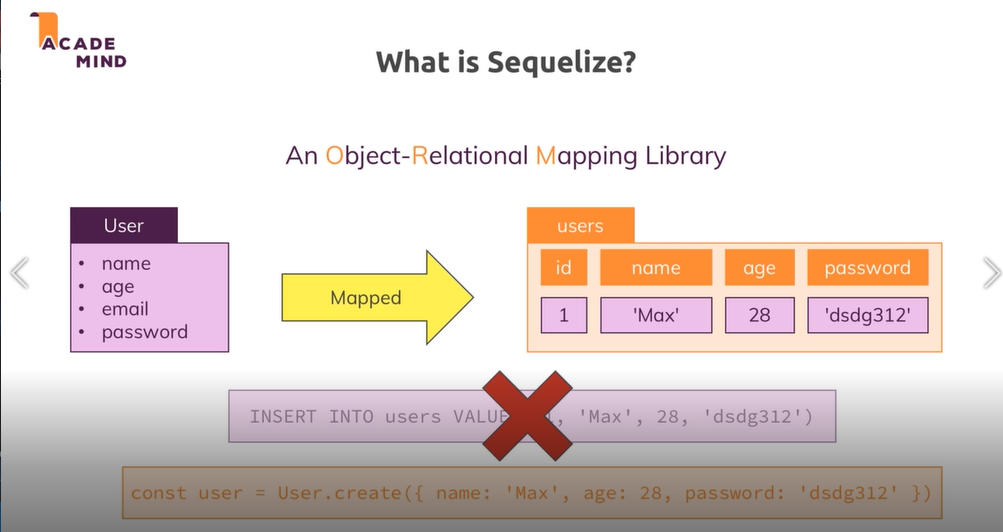 ACADE
MIND
What is Sequelize?
An Object-Relational Mapping Library
User
• name
• age
• email
• password
Mapped
users
id name age password
1 'Max' 28 'dsdg312'
INSERT INTO users 'Max', 28, 'dsdg312')
const user = User.create({ name: 'Max', age: 28, password: 'dsdg312' })